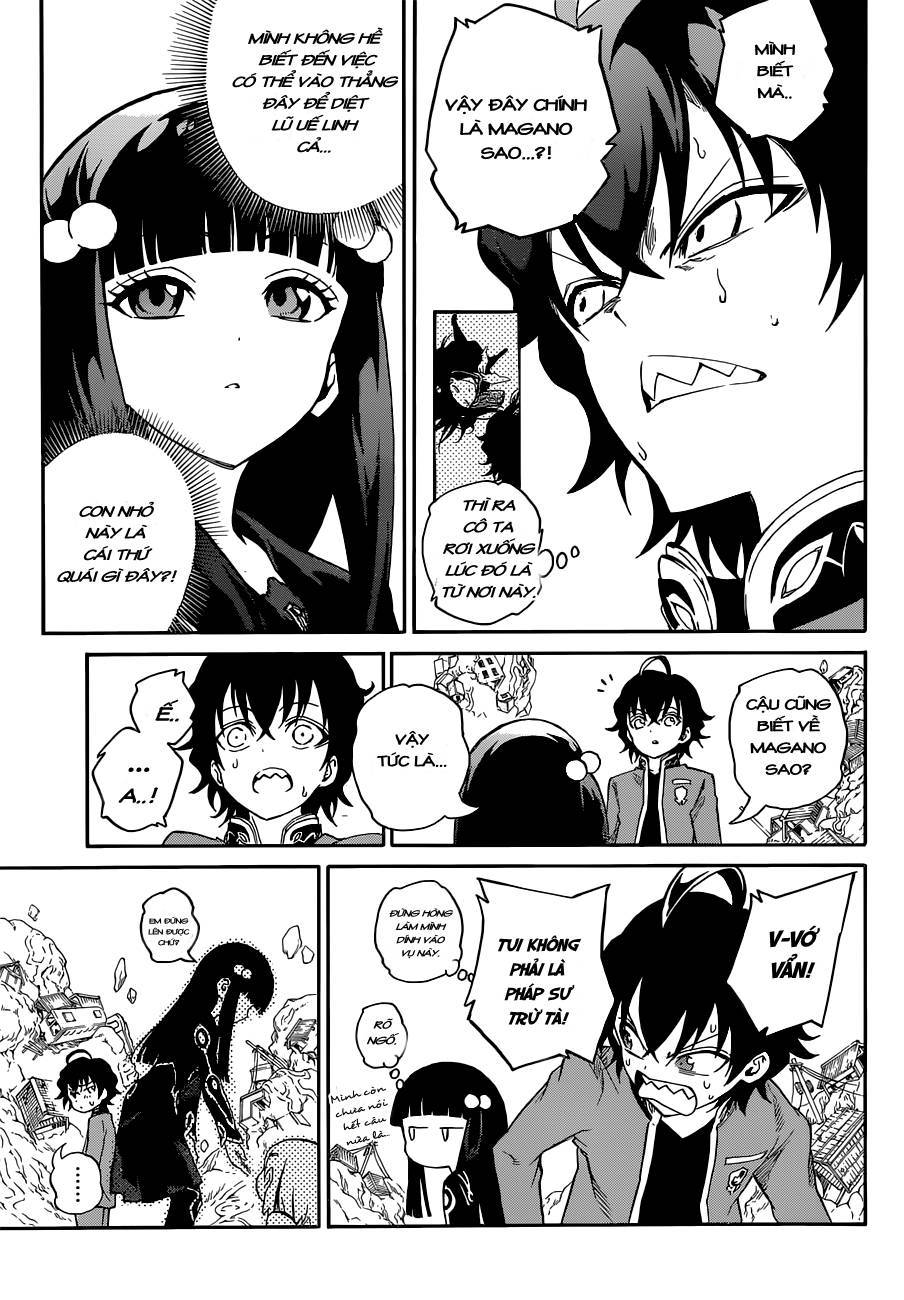 MÌNH
BIẾT
MÀ..
VẬY ĐÂY CHÍNH
LÀ MAGANO
SAO...?!
THÌ RA
CÔ TA
RƠI XUỐNG
LÚC ĐÓ LÀ
TỪ NƠI NÀY.
MÌNH KHÔNG HỀ
BIẾT ĐẾN VIỆC
CÓ THỂ VÀO THẲNG
ĐÂY ĐỂ DIỆT
LŨ UẾ LINH
CẢ...
CON NHỎ
NÀY LÀ
CÁI THỨ
QUÁI GÌ ĐÂY?!
CẬU CŨNG
BIẾT VỀ
MAGANO
SAO?
VẬY
TỨC LÀ...
Ế..
...
A..!
V-VỚ
VẨN!
TUI KHÔNG
PHẢI LÀ
PHÁP SƯ
TRỪ TÀ!
ĐỪNG HÒNG
LÀM MÌNH
DÍNH VÀO
VỤ NÀY.
RÕ
NGỐ.
Mình còn
chưa nói
hết câu
nữa là...
EM ĐỨNG
LÊN ĐƯỢC
CHỨ?
......